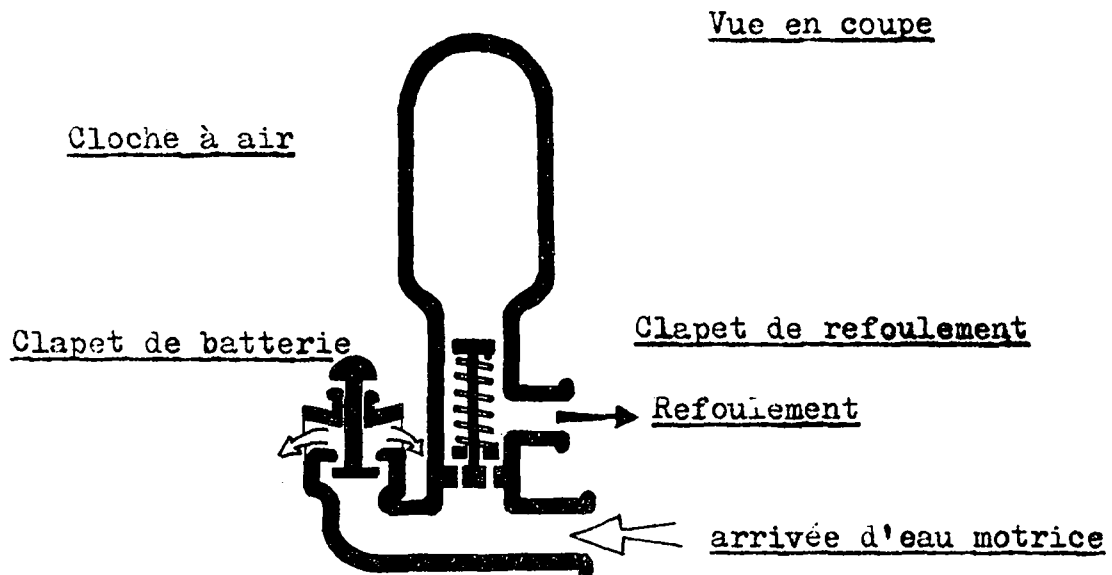 Vue en coupe
Cloche à air
Clapet de batterie
Clapet de refoulement
Refoulement
arrivée d'eau motrice